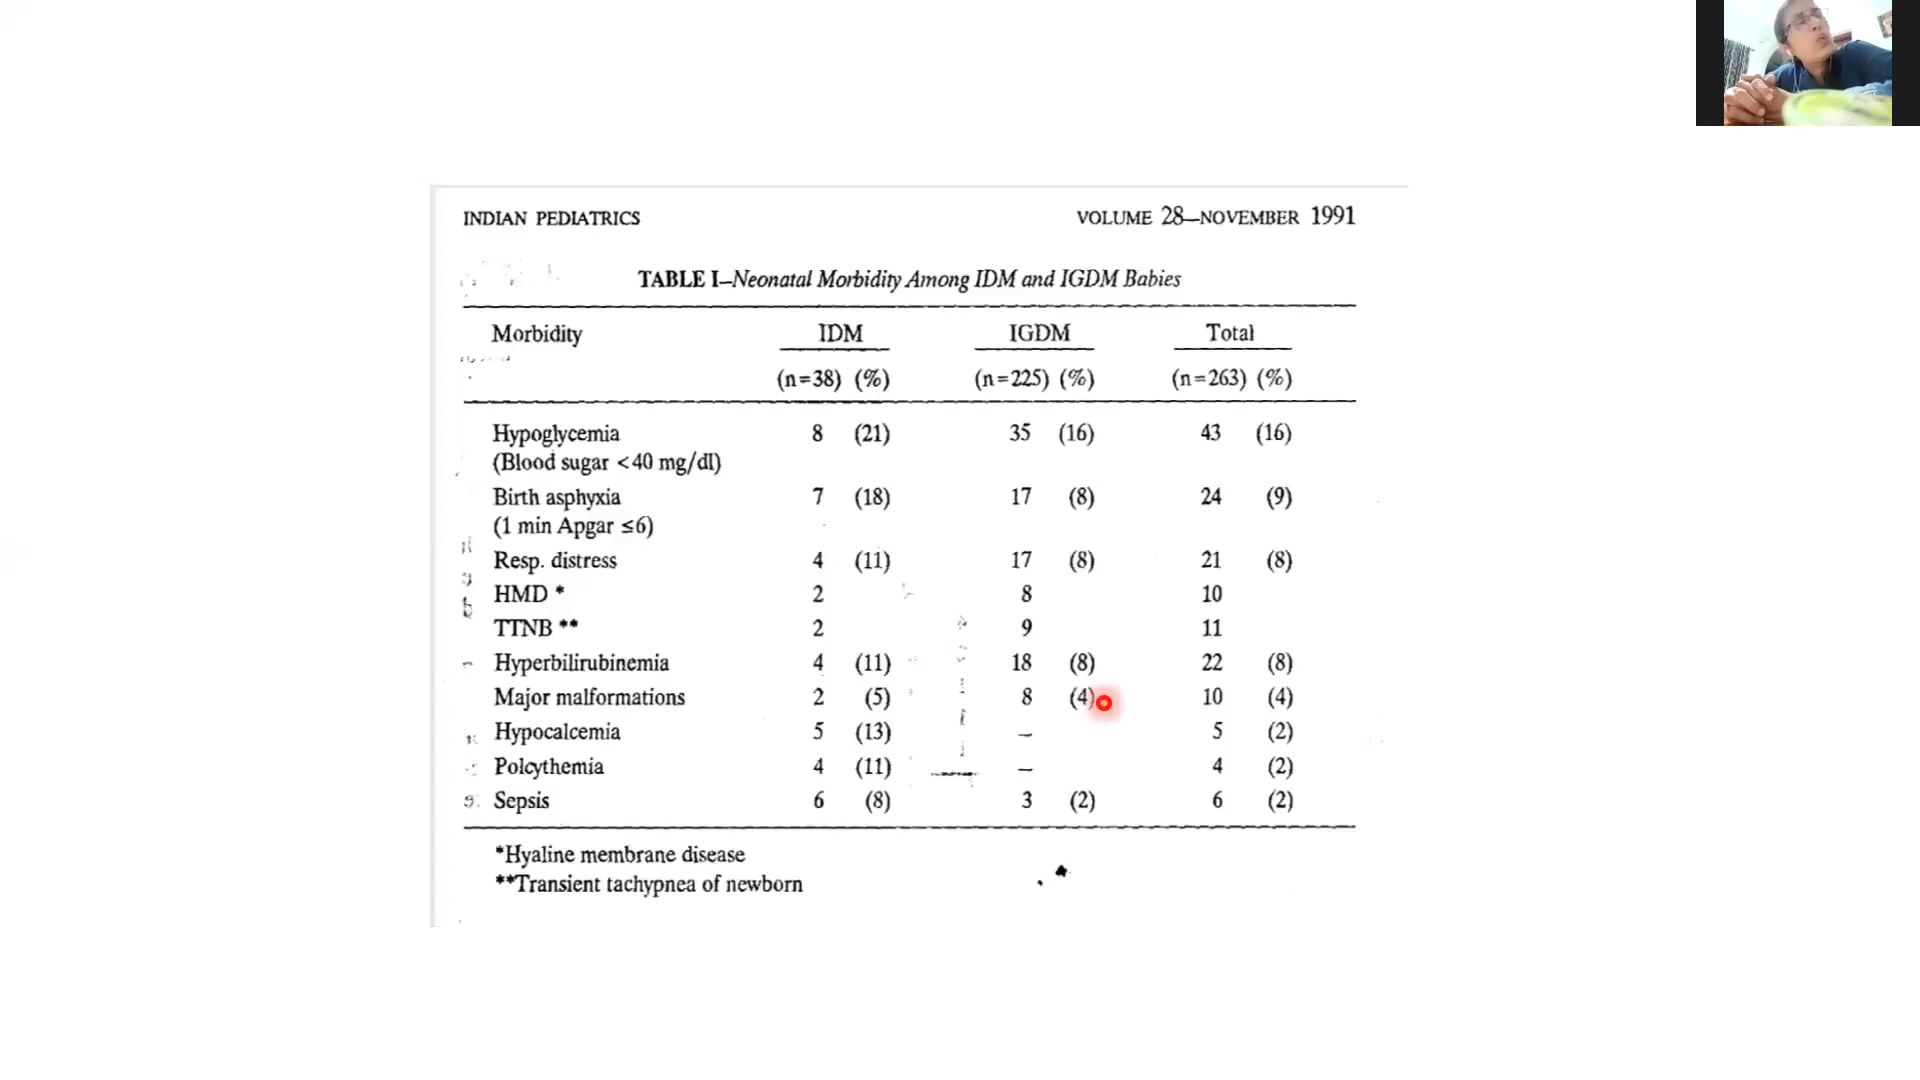 INDIAN PEDIATRICS VOLUME 28—NOVEMBER 1991
TABLE I—Neonatal Morbidity Among IDM and IGDM Babies
Morbidity IDM IGDM Total
(n=38) (%) (n=225) (%) (n=263) (%)
Hypoglycemia 8 (21) 35 (16) 43 (16)
(Blood sugar <40 mg/dl)
Birth asphyxia 7 (18) 17 (8) 24 (9)
(1 min Apgar ≤6)
Resp. distress 4 (11) 17 (8) 21 (8)
HMD * 2 8 10
TTNB ** 2 9 11
Hyperbilirubinemia 4 (11) 18 (8) 22 (8)
Major malformations 2 (5) 8 (4) 10 (4)
Hypocalcemia 5 (13) – 5 (2)
Polcythemia 4 (11) – 4 (2)
Sepsis 6 (8) 3 (2) 6 (2)
*Hyaline membrane disease
**Transient tachypnea of newborn